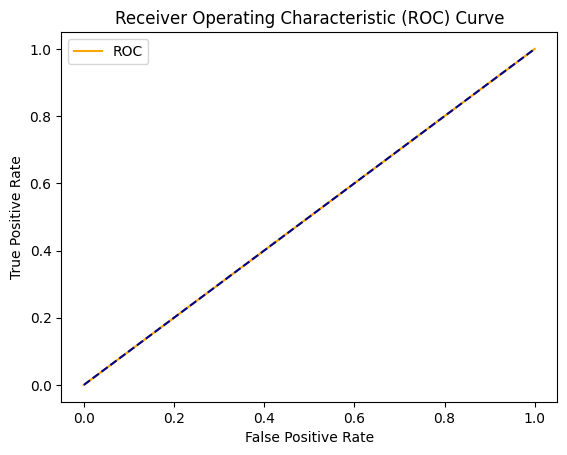 Receiver Operating Characteristic (ROC) Curve
ROC
1.0
0.8
0.6
0.4
0.2
0.0
True Positive Rate
0.0 0.2 0.4 0.6 0.8 1.0
False Positive Rate